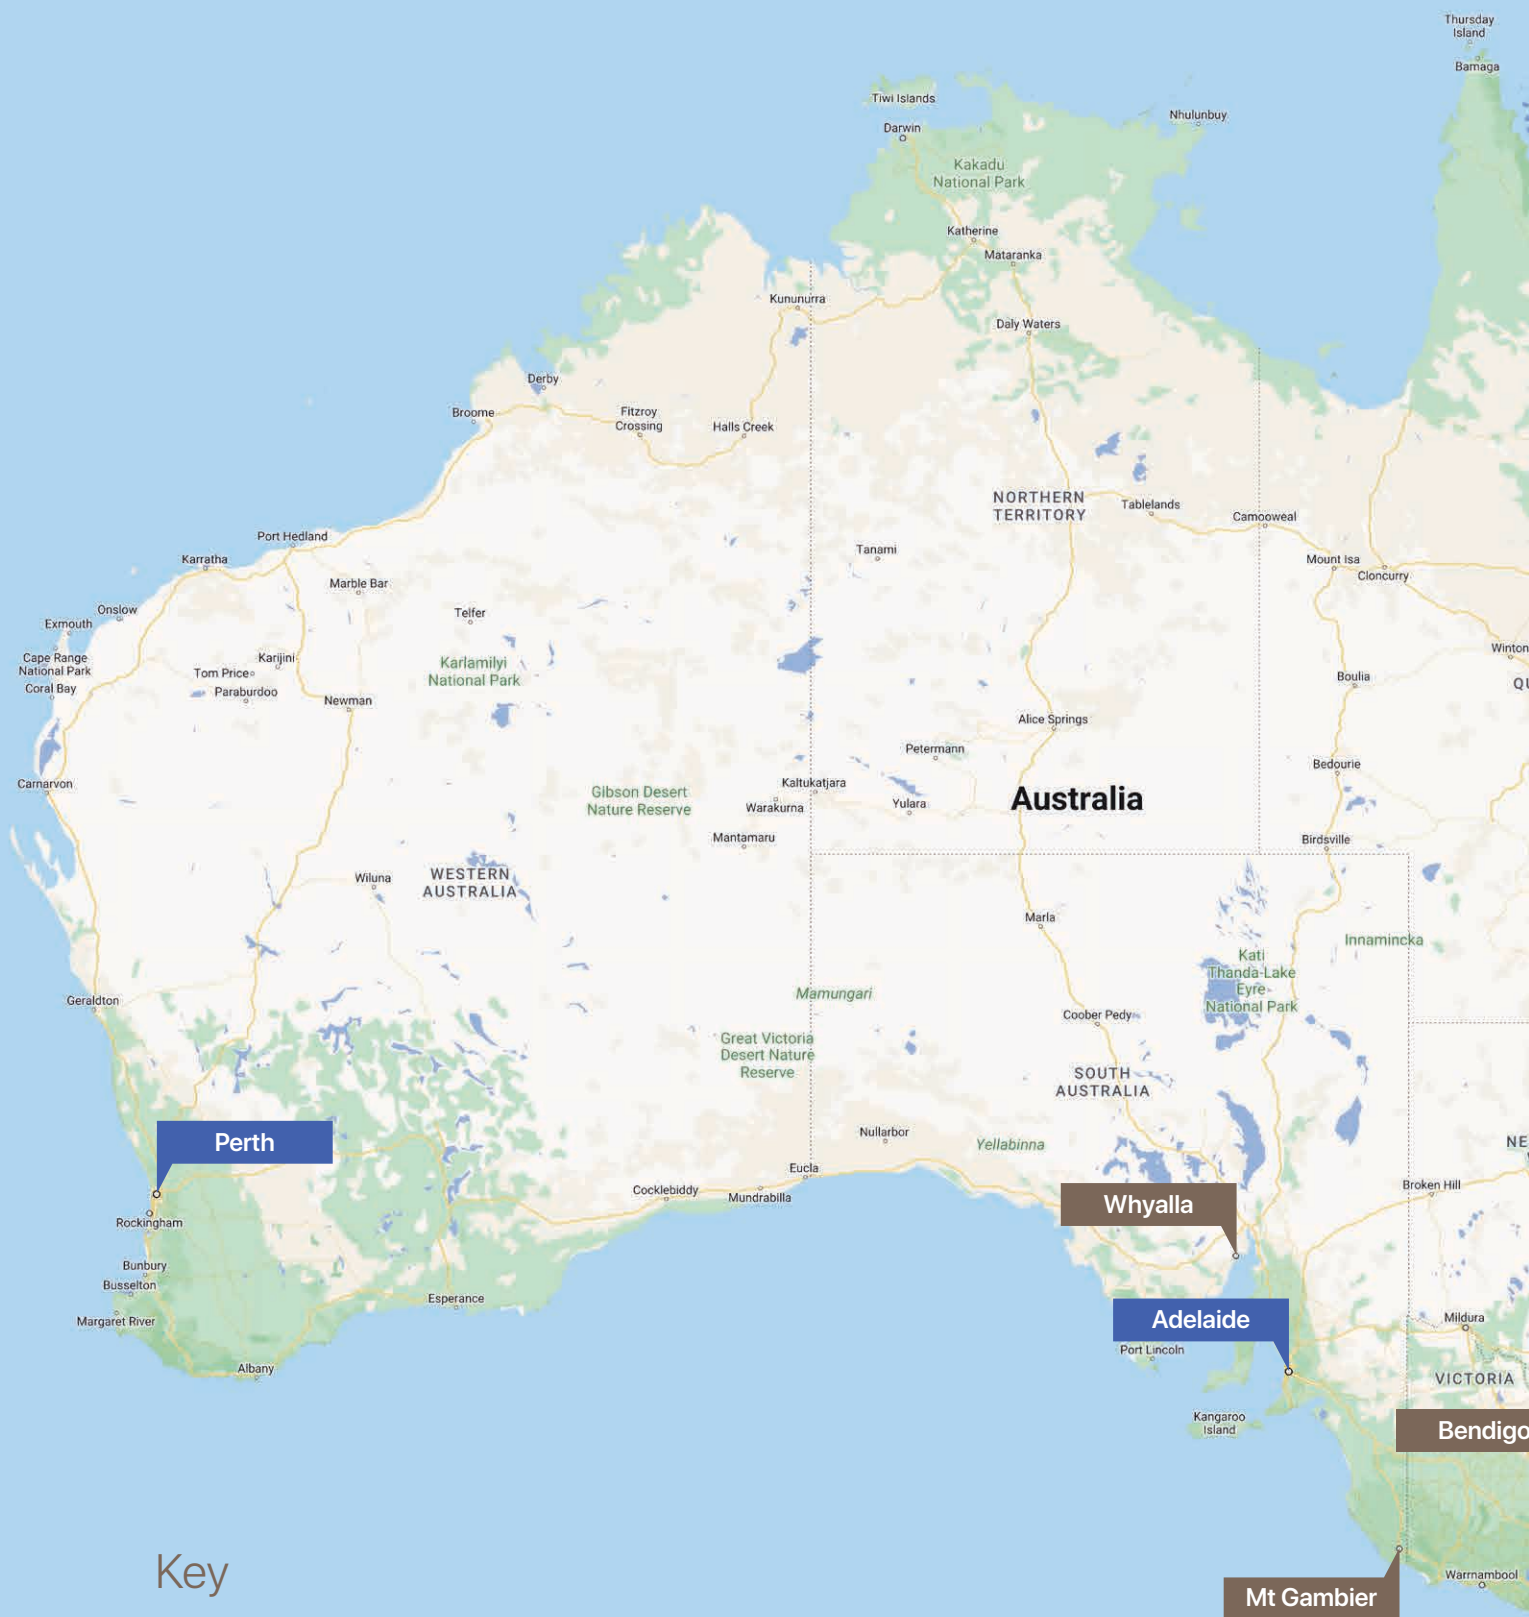 Thursday
Island
Bamaga
Tiwi Islands
Nhulunbuy
Darwin
Kakadu
National Park
Katherine
Mataranka
Kununurra
Daly Waters
Derby
Broome
Fitzroy
Crossing
Halls Creek
NORTHERN
TERRITORY
Tablelands
Camooweal
Port Hedland
Karratha
Tanami
Mount Isa
Cloncurry
Marble Bar
Onslow
Telfer
Exmouth
Cape Range
National Park
Coral Bay
Karijini
Tom Price
Paraburdoo
Karlamilyi
National Park
Newman
Winton
Boulia
QU
Alice Springs
Petermann
Bedourie
Carnarvon
Kaltukatjara
Gibson Desert
Nature Reserve
Warakurna
Yulara
Australia
Mantamaru
Birdsville
Wiluna
WESTERN
AUSTRALIA
Marla
Innamincka
Kati
Thanda-Lake
Eyre
National Park
Mamungari
Geraldton
Coober Pedy
Great Victoria
Desert Nature
Reserve
SOUTH
AUSTRALIA
Nullarbor
Yellabinna
NE
Perth
Eucla
Cocklebiddy
Mundrabilla
Broken Hill
Whyalla
Rockingham
Bunbury
Busselton
Margaret River
Esperance
Adelaide
Mildura
Port Lincoln
Albany
VICTORIA
Kangaroo
Island
Bendigo
Key
Warrnambool
Mt Gambier